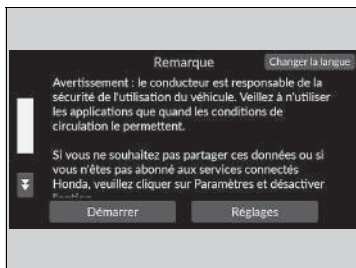 Remarque
Changer la langue
Avertissement : le conducteur est responsable de la
sécurité de l'utilisation du véhicule. Veillez à n'utiliser
les applications que quand les conditions de
circulation le permettent.
Si vous ne souhaitez pas partager ces données ou si
vous n'êtes pas abonné aux services connectés
Honda, veuillez cliquer sur Paramètres et désactiver
Démarrer
Réglages